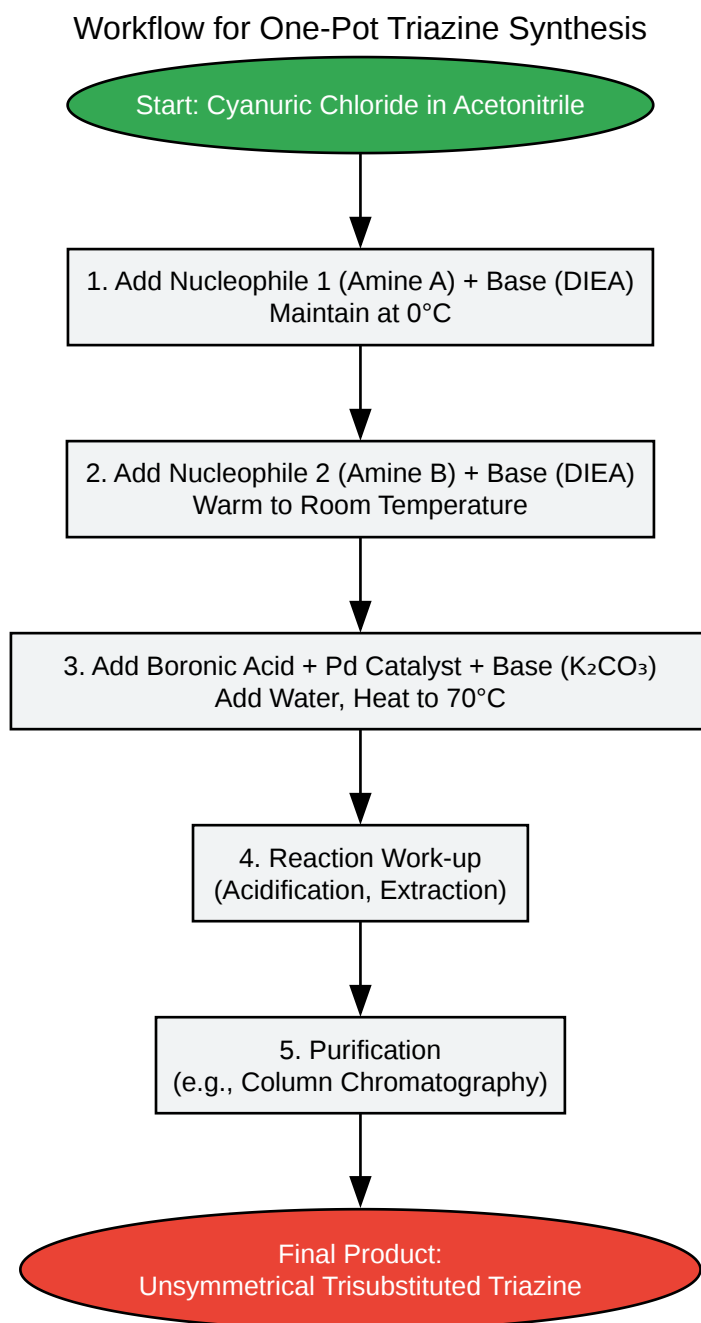 Workflow for One-Pot Triazine Synthesis
Start: Cyanuric Chloride in Acetonitrile
1. Add Nucleophile 1 (Amine A) + Base (DIEA)
Maintain at 0°C
2. Add Nucleophile 2 (Amine B) + Base (DIEA)
Warm to Room Temperature
3. Add Boronic Acid + Pd Catalyst + Base (K₂CO₃)
Add Water, Heat to 70°C
4. Reaction Work-up
(Acidification, Extraction)
5. Purification
(e.g., Column Chromatography)
Final Product:
Unsymmetrical Trisubstituted Triazine